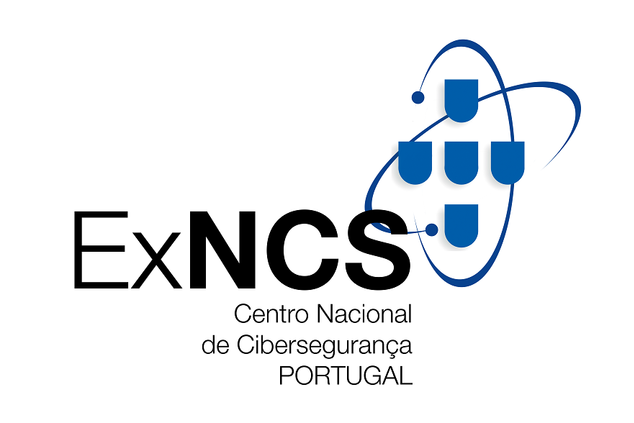 ExNCS
Centro Nacional
de Cibersegurança
PORTUGAL